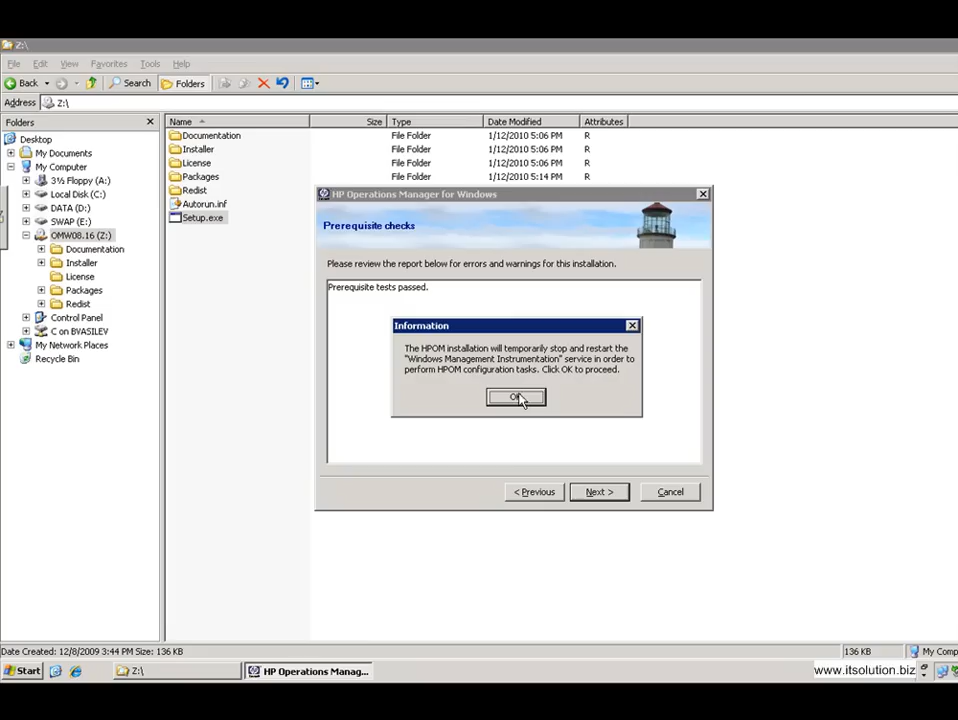 Z:\
File Edit View Favorites Tools Help
Back Search Folders
Address Z:\
Folders
Name Size Type Date Modified Attributes
Desktop
My Documents
My Computer
3½ Floppy (A:)
Local Disk (C:)
DATA (D:)
SWAP (E:)
OMW08.16 (Z:)
Documentation
Installer
License
Packages
Redist
Control Panel
C on BVASILEV
My Network Places
Recycle Bin
Documentation File Folder 1/12/2010 5:06 PM R
Installer File Folder 1/12/2010 5:06 PM R
License File Folder 1/12/2010 5:06 PM R
Packages File Folder 1/12/2010 5:14 PM R
Redist
Autorun.inf
Setup.exe
HP Operations Manager for Windows
Prerequisite checks
Please review the report below for errors and warnings for this installation.
Prerequisite tests passed.
Information
The HPOM installation will temporarily stop and restart the
"Windows Management Instrumentation" service in order to
perform HPOM configuration tasks. Click OK to proceed.
OK
< Previous Next > Cancel
Date Created: 12/8/2009 3:44 PM Size: 136 KB 136 KB My Comp
Start Z:\ HP Operations Manag... www.itsolution.biz